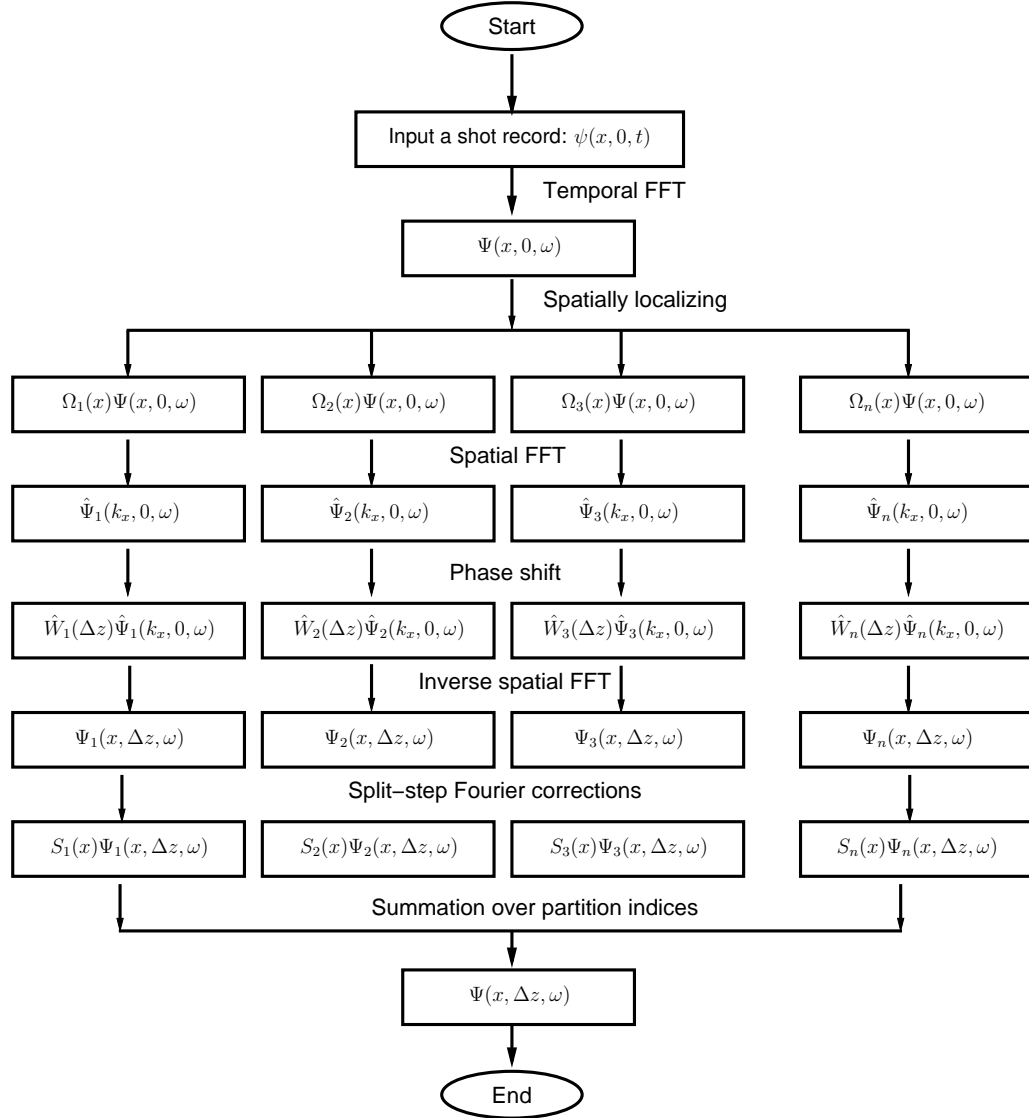 Start
Input a shot record: ψ(x, 0, t)
Temporal FFT
Ψ(x, 0, ω)
Spatially localizing
Ω₁(x)Ψ(x, 0, ω) Ω₂(x)Ψ(x, 0, ω) Ω₃(x)Ψ(x, 0, ω) Ωₙ(x)Ψ(x, 0, ω)
Spatial FFT
Ψ̂₁(kₓ, 0, ω) Ψ̂₂(kₓ, 0, ω) Ψ̂₃(kₓ, 0, ω) Ψ̂ₙ(kₓ, 0, ω)
Phase shift
Ŵ₁(Δz)Ψ̂₁(kₓ, 0, ω) Ŵ₂(Δz)Ψ̂₂(kₓ, 0, ω) Ŵ₃(Δz)Ψ̂₃(kₓ, 0, ω) Ŵₙ(Δz)Ψ̂ₙ(kₓ, 0, ω)
Inverse spatial FFT
Ψ₁(x, Δz, ω) Ψ₂(x, Δz, ω) Ψ₃(x, Δz, ω) Ψₙ(x, Δz, ω)
Split−step Fourier corrections
S₁(x)Ψ₁(x, Δz, ω) S₂(x)Ψ₂(x, Δz, ω) S₃(x)Ψ₃(x, Δz, ω) Sₙ(x)Ψₙ(x, Δz, ω)
Summation over partition indices
Ψ(x, Δz, ω)
End